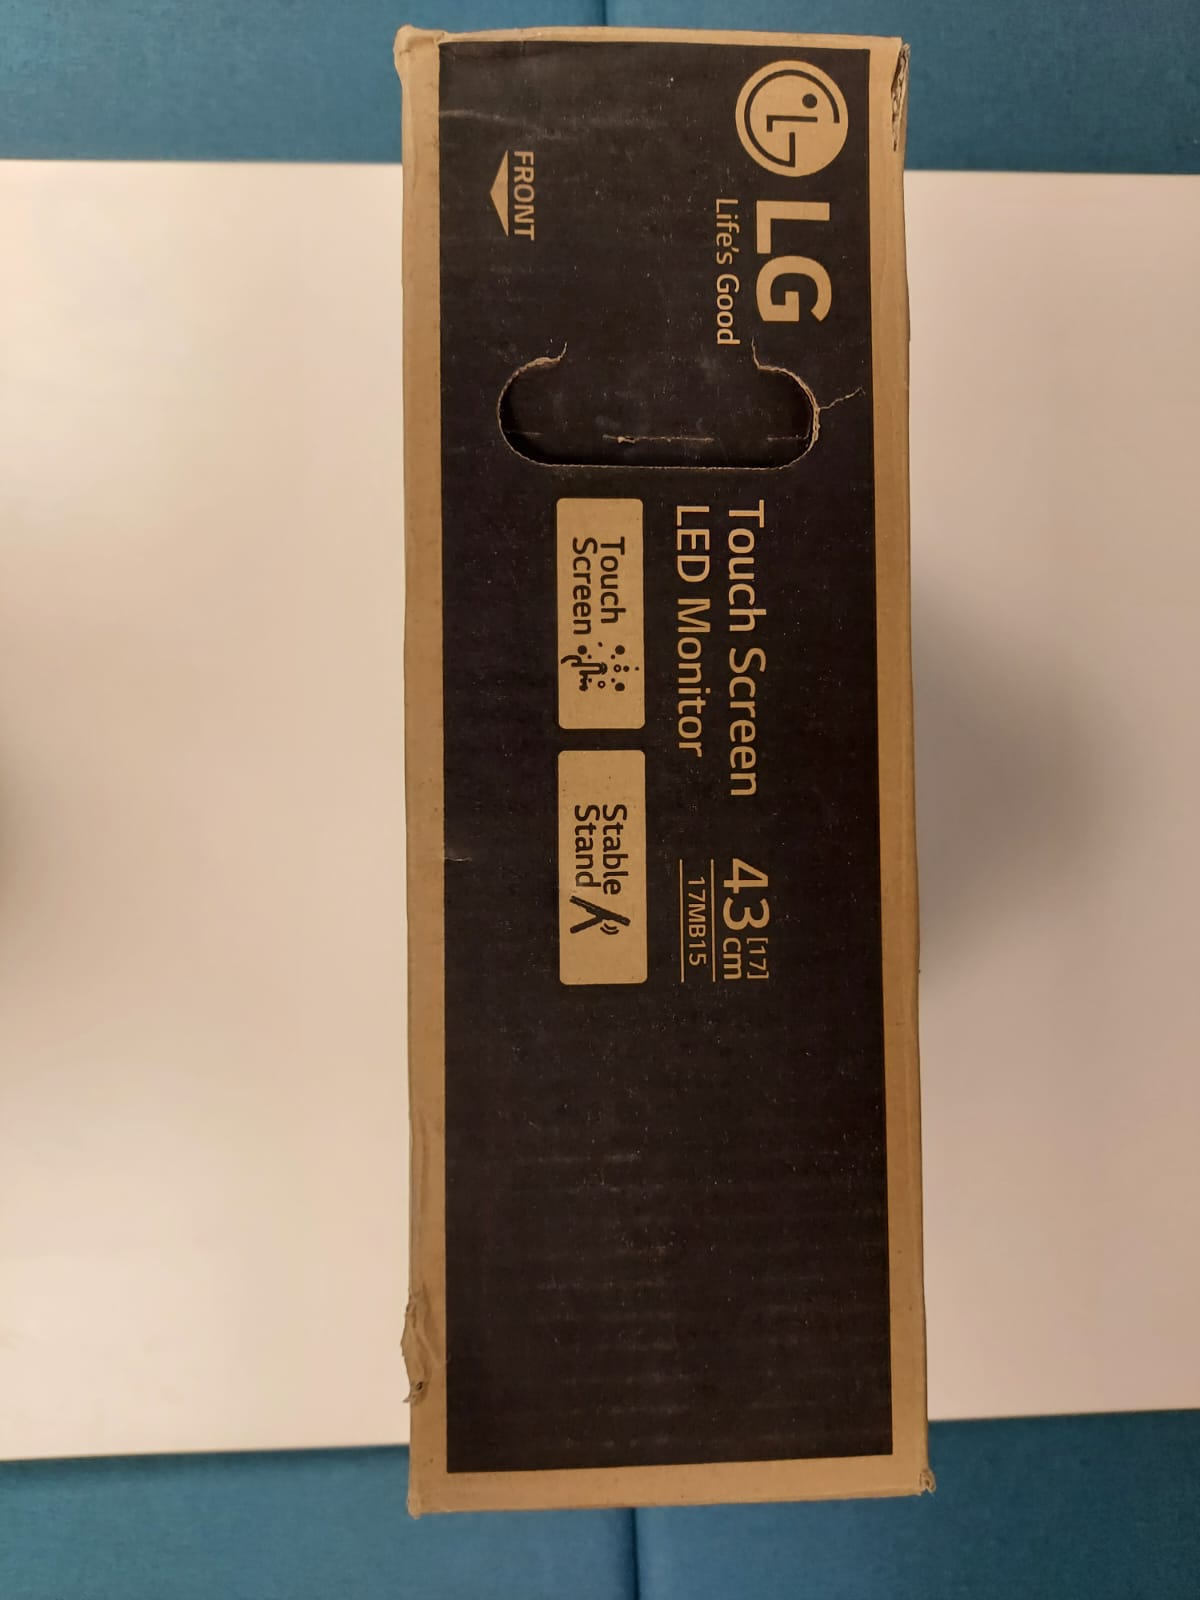 LG
Life's Good
FRONT
Touch Screen
LED Monitor
43 [17] cm
17MB15
Touch
Screen
Stable
Stand